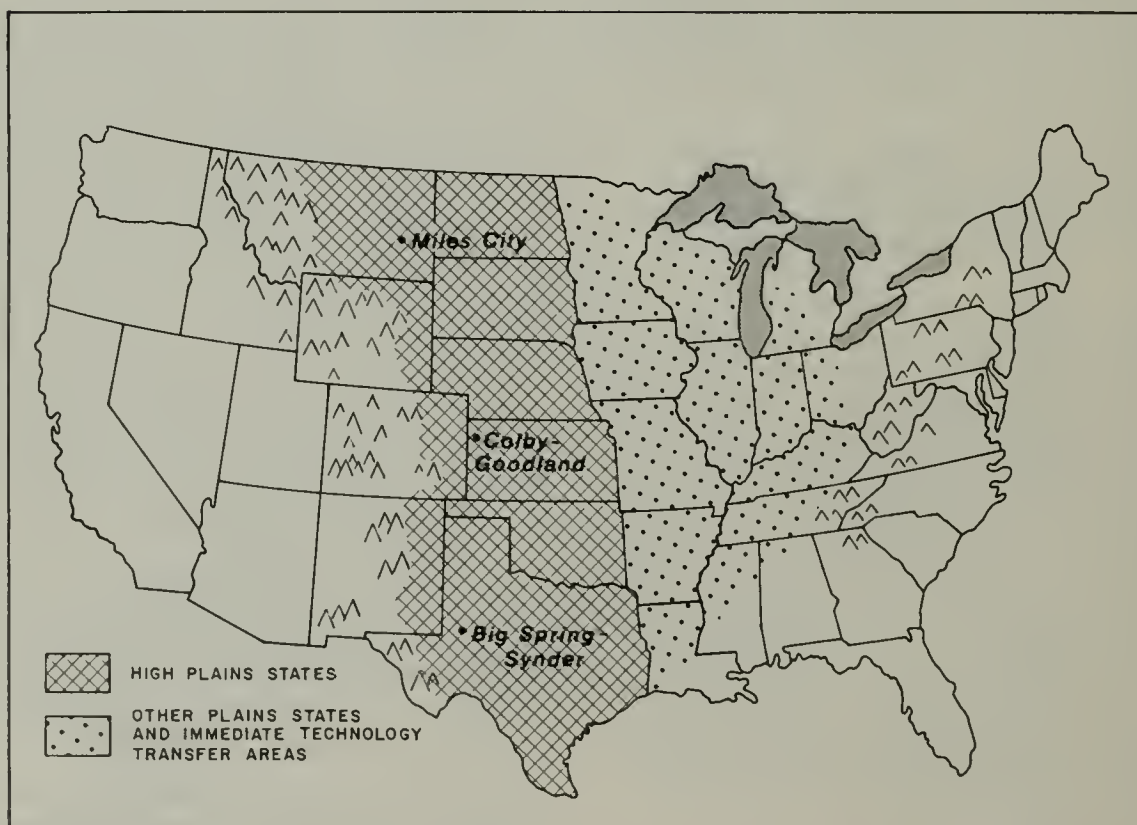 Miles City
Colby-
Goodland
Big Spring-
Synder
HIGH PLAINS STATES
OTHER PLAINS STATES
AND IMMEDIATE TECHNOLOGY
TRANSFER AREAS